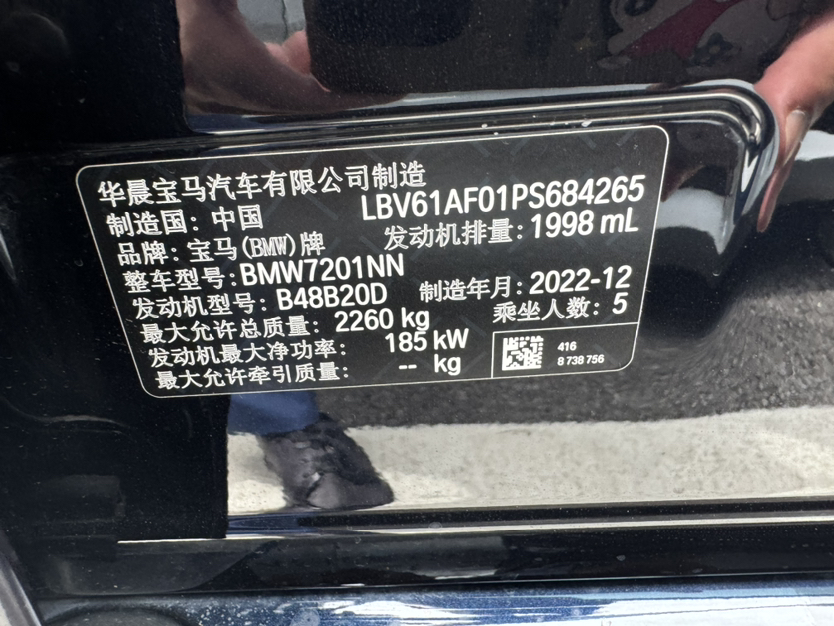 华晨宝马汽车有限公司制造
制造国：中国 LBV61AF01PS684265
品牌：宝马(BMW)牌 发动机排量：1998 mL
整车型号：BMW7201NN
发动机型号：B48B20D 制造年月：2022-12
最大允许总质量：2260 kg 乘坐人数：5
发动机最大净功率：185 kW
最大允许牵引质量：-- kg
416
8 738 756